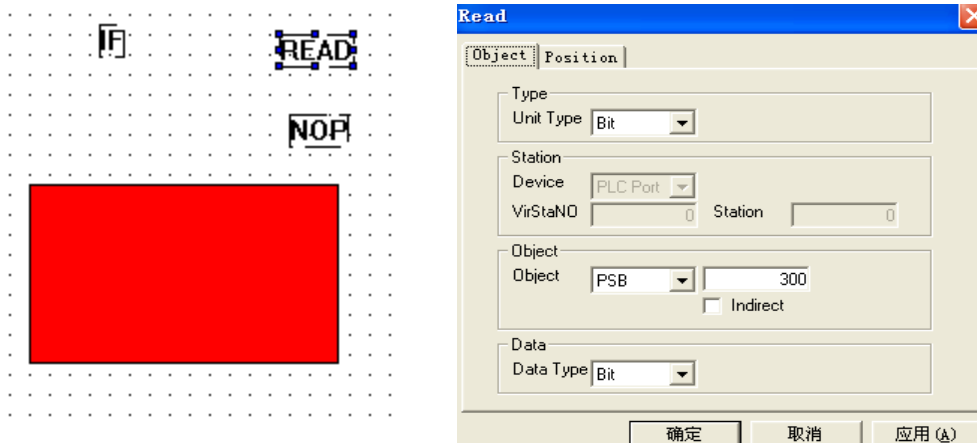 IF
READ
NOP
Read
Object Position
Type
Unit Type Bit
Station
Device PLC Port
VirStaNO 0 Station 0
Object
Object PSB 300
Indirect
Data
Data Type Bit
确定 取消 应用(A)